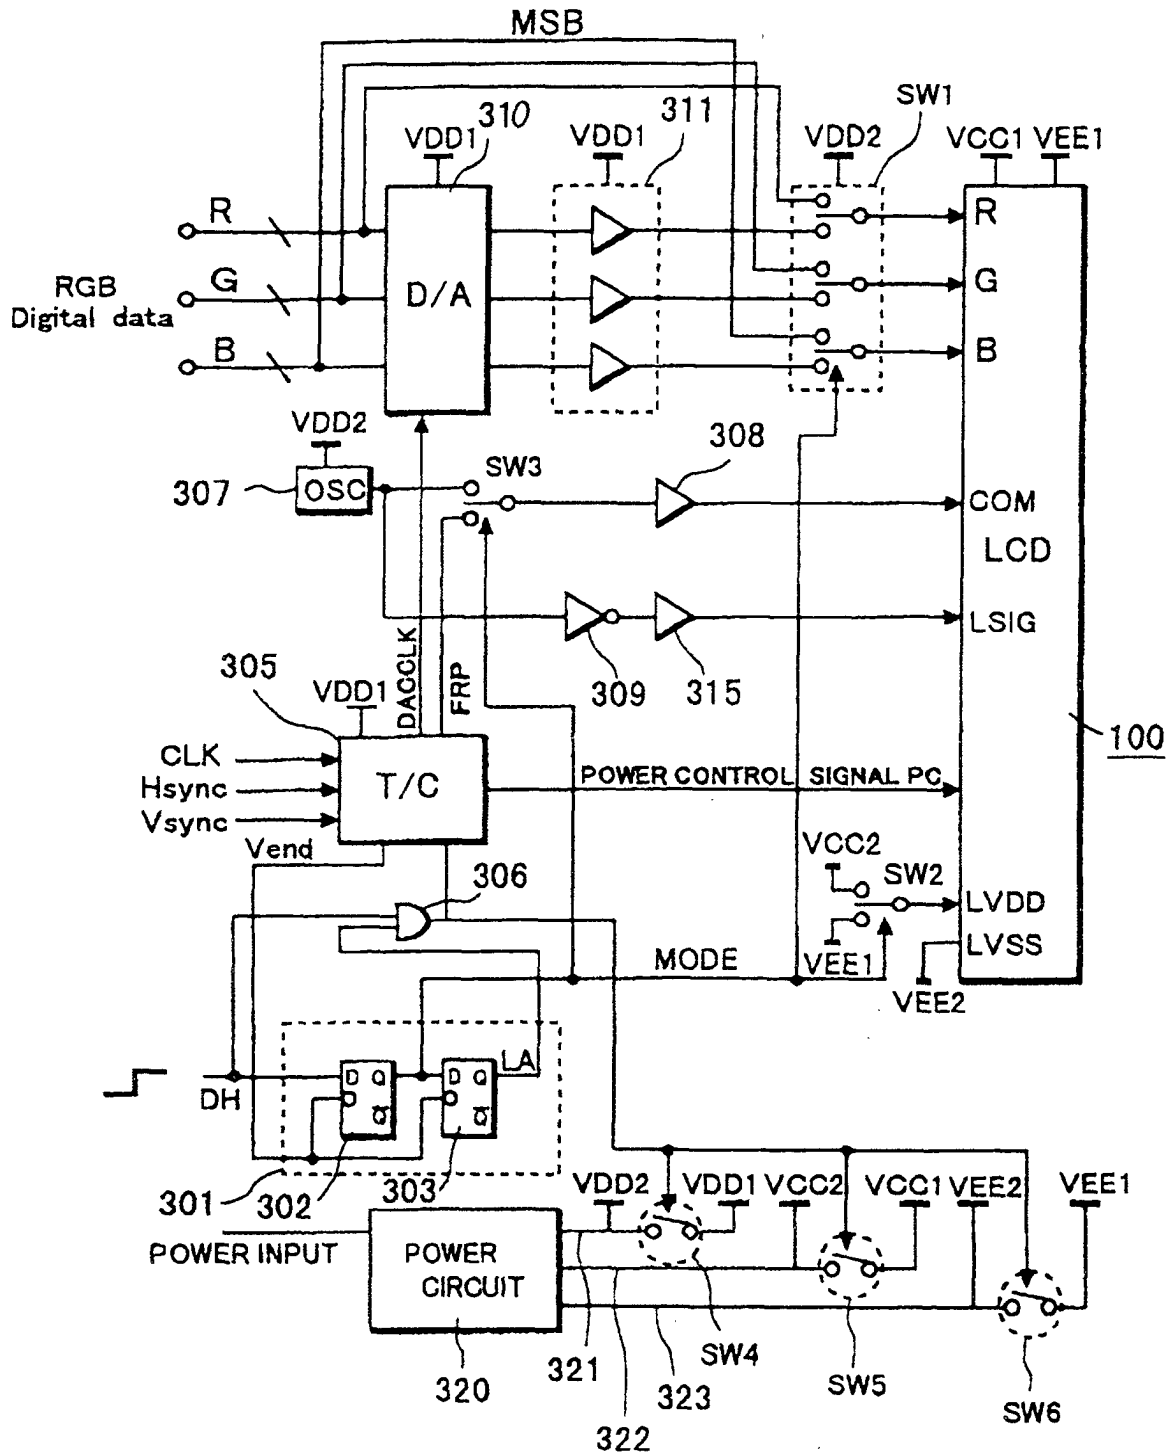 MSB
310
311
SW1
VDD1
VDD1
VDD2
VCC1
VEE1
R
R
G
RGB
Digital data
D/A
G
B
B
VDD2
308
SW3
307
OSC
COM
LCD
DACCLK
FRP
LSIG
305
VDD1
309
315
100
CLK
Hsync
Vsync
T/C
POWER CONTROL SIGNAL PC
Vend
VCC2
306
SW2
LVDD
VEE1
LVSS
MODE
VEE2
LA
D Q
D Q
DH
Q
Q
301
302
303
VDD2
VDD1
VCC2
VCC1
VEE2
VEE1
POWER INPUT
POWER
CIRCUIT
320
321
SW4
322
323
SW5
SW6